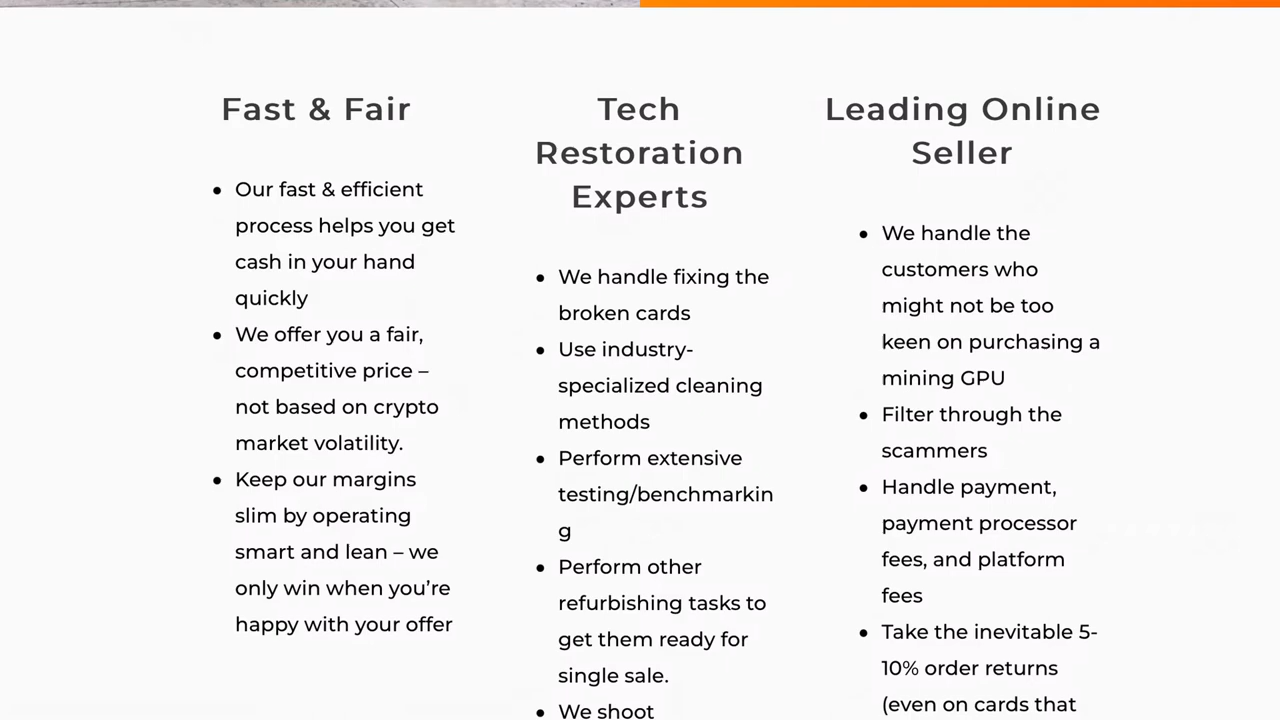 Fast & Fair
• Our fast & efficient
process helps you get
cash in your hand
quickly
• We offer you a fair,
competitive price –
not based on crypto
market volatility.
• Keep our margins
slim by operating
smart and lean – we
only win when you’re
happy with your offer
Tech
Restoration
Experts
• We handle fixing the
broken cards
• Use industry-
specialized cleaning
methods
• Perform extensive
testing/benchmarkin
g
• Perform other
refurbishing tasks to
get them ready for
single sale.
• We shoot
Leading Online
Seller
• We handle the
customers who
might not be too
keen on purchasing a
mining GPU
• Filter through the
scammers
• Handle payment,
payment processor
fees, and platform
fees
• Take the inevitable 5-
10% order returns
(even on cards that